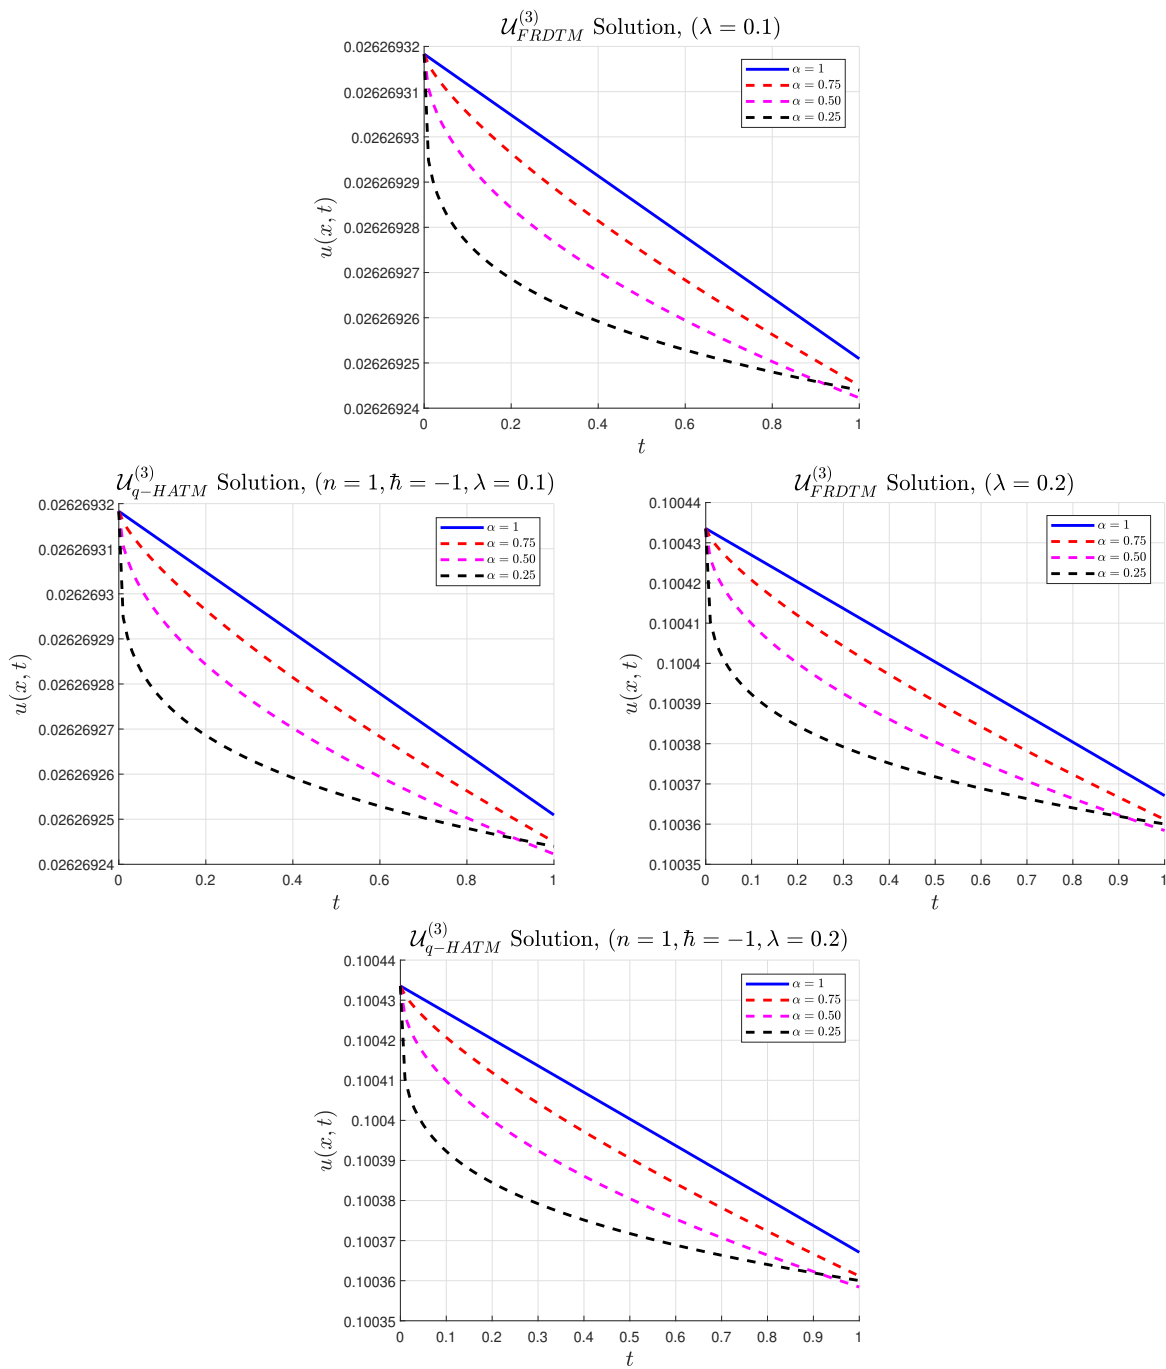 𝒰^{(3)}_{FRDTM} Solution, (λ = 0.1)
0.02626932
0.02626931
0.0262693
0.02626929
0.02626928
0.02626927
0.02626926
0.02626925
0.02626924
u(x, t)
α = 1
α = 0.75
α = 0.50
α = 0.25
0 0.2 0.4 0.6 0.8 1
t
𝒰^{(3)}_{q−HATM} Solution, (n = 1, ħ = −1, λ = 0.1)
0.02626932
0.02626931
0.0262693
0.02626929
0.02626928
0.02626927
0.02626926
0.02626925
0.02626924
u(x, t)
α = 1
α = 0.75
α = 0.50
α = 0.25
0 0.2 0.4 0.6 0.8 1
t
𝒰^{(3)}_{FRDTM} Solution, (λ = 0.2)
0.10044
0.10043
0.10042
0.10041
0.1004
0.10039
0.10038
0.10037
0.10036
0.10035
u(x, t)
α = 1
α = 0.75
α = 0.50
α = 0.25
0 0.1 0.2 0.3 0.4 0.5 0.6 0.7 0.8 0.9 1
t
𝒰^{(3)}_{q−HATM} Solution, (n = 1, ħ = −1, λ = 0.2)
0.10044
0.10043
0.10042
0.10041
0.1004
0.10039
0.10038
0.10037
0.10036
0.10035
u(x, t)
α = 1
α = 0.75
α = 0.50
α = 0.25
0 0.1 0.2 0.3 0.4 0.5 0.6 0.7 0.8 0.9 1
t